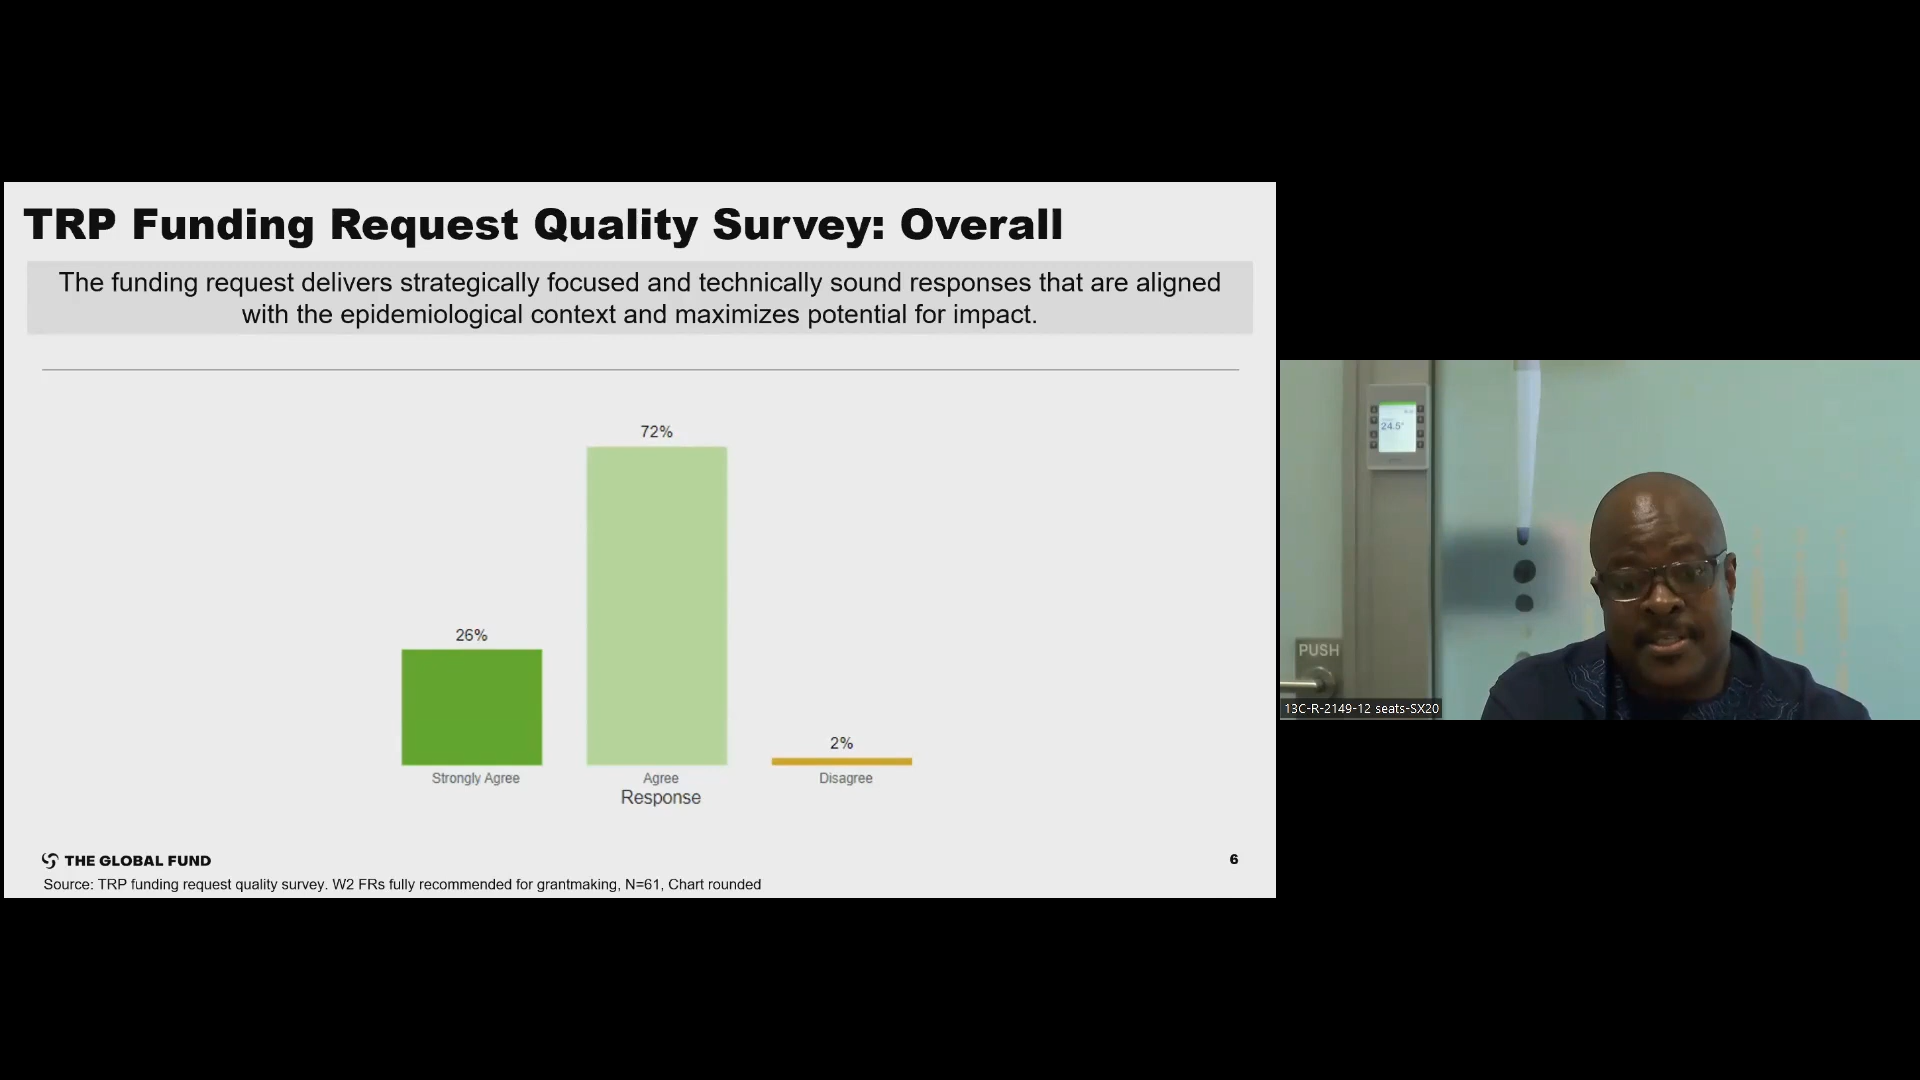 TRP Funding Request Quality Survey: Overall
The funding request delivers strategically focused and technically sound responses that are aligned
with the epidemiological context and maximizes potential for impact.
72%
26%
2%
Strongly Agree
Agree
Disagree
Response
THE GLOBAL FUND
6
Source: TRP funding request quality survey. W2 FRs fully recommended for grantmaking, N=61, Chart rounded
24.5°
PUSH
13C-R-2149-12 seats-SX20